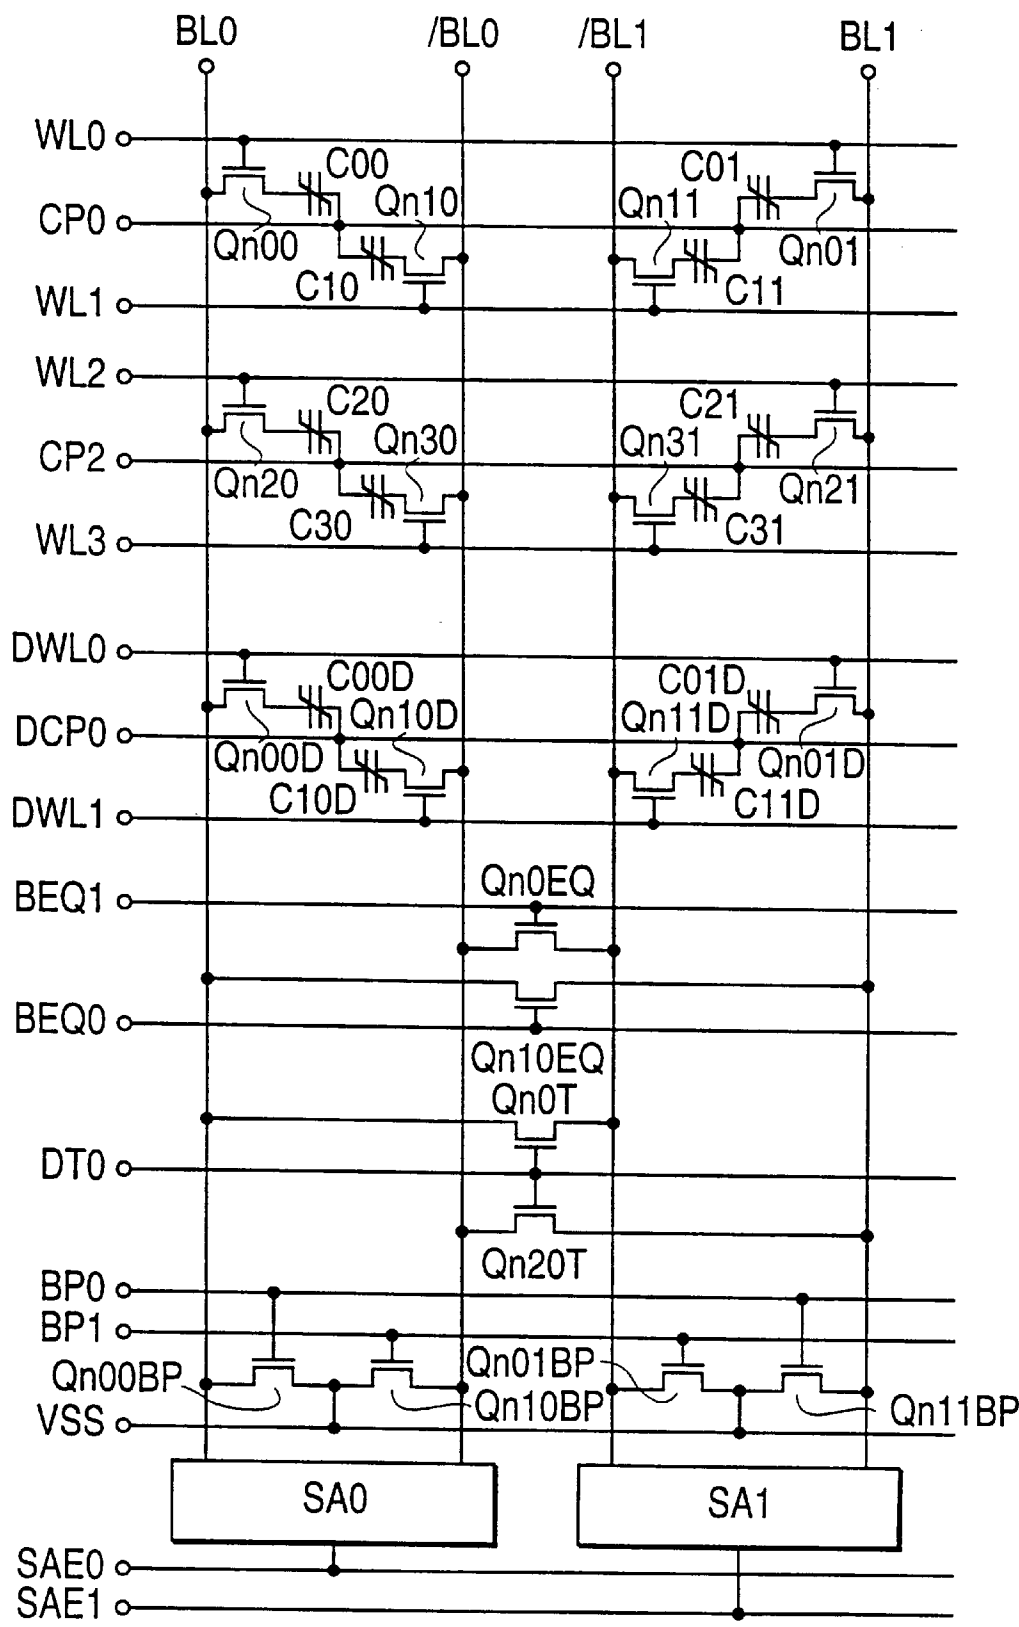 BL0 /BL0 /BL1 BL1
WL0
C00 C01
Qn10 Qn11
CP0
Qn00 Qn01
C10 C11
WL1
WL2
C20 C21
Qn30 Qn31
CP2
Qn20 Qn21
C30 C31
WL3
DWL0
C00D C01D
Qn10D Qn11D
DCP0
Qn00D Qn01D
C10D C11D
DWL1
Qn0EQ
BEQ1
BEQ0
Qn10EQ
Qn0T
DT0
Qn20T
BP0
BP1
Qn00BP Qn01BP
Qn10BP Qn11BP
VSS
SA0 SA1
SAE0
SAE1